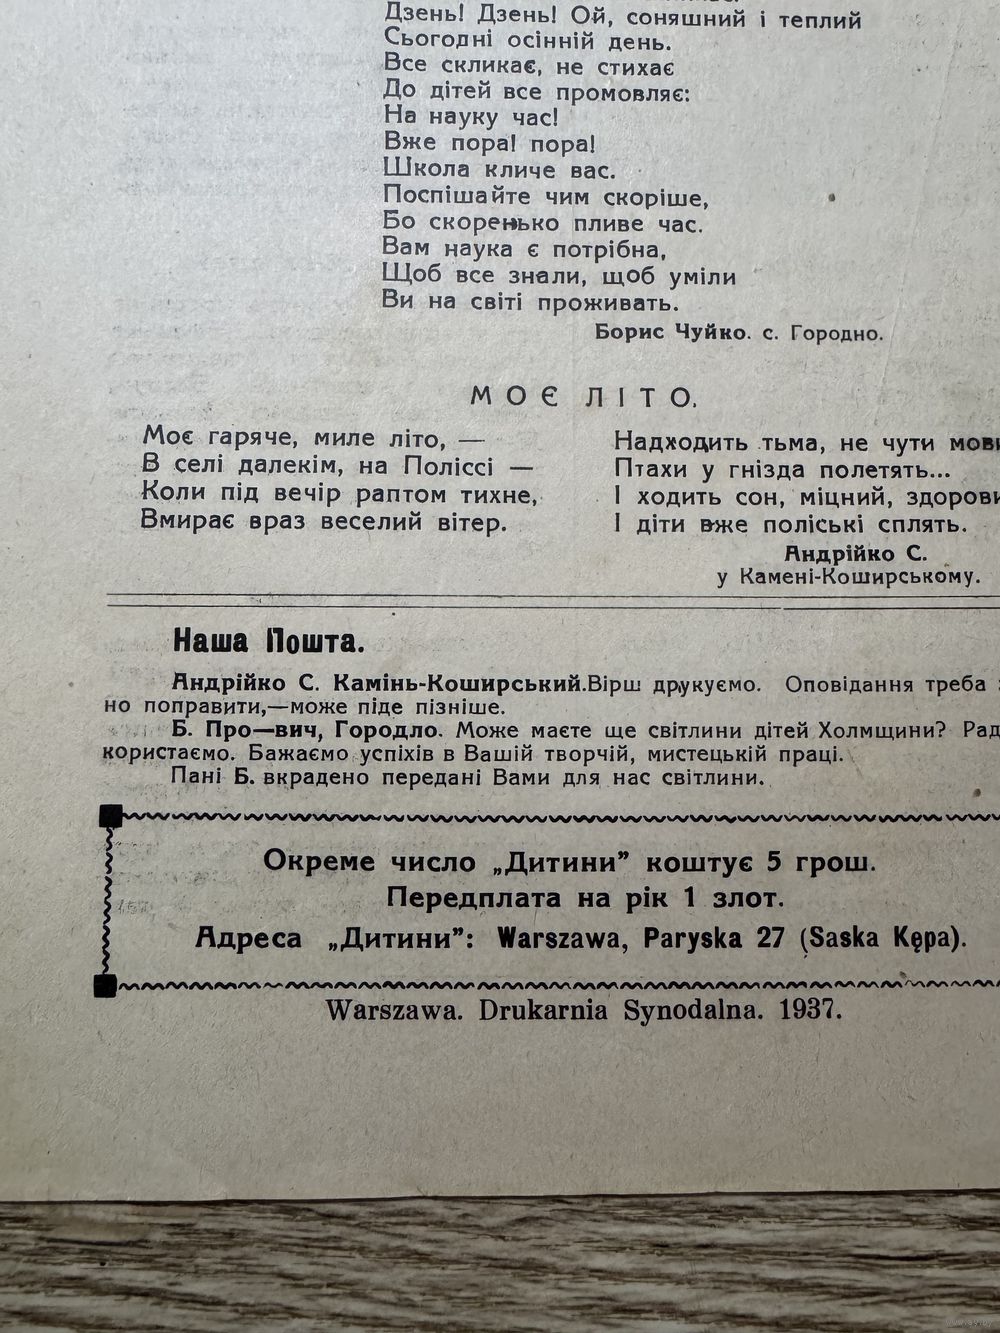 Дзень! Дзень! Ой, соняшний і теплий
Сьогодні осінній день.
Все скликає, не стихає
До дітей все промовляє:
На науку час!
Вже пора! пора!
Школа кличе вас.
Поспішайте чим скоріше,
Бо скоренько пливе час.
Вам наука є потрібна,
Щоб все знали, щоб уміли
Ви на світі проживать.
Борис Чуйко. с. Городно.
МОЄ ЛІТО.
Моє гаряче, миле літо, —
В селі далекім, на Поліссі —
Коли під вечір раптом тихне,
Вмирає враз веселий вітер.
Надходить тьма, не чути
Птахи у гнізда полетять...
І ходить сон, міцний,
І діти вже поліські сплять.
Андрійко С.
у Камені-Коширському.
Наша Пошта.
Андрійко С. Камінь-Коширський. Вірш друкуємо. Оповідання треба
но поправити,—може піде пізніше.
Б. Про—вич, Городло. Може маєте ще світлини дітей Холмщини?
користаємо. Бажаємо успіхів в Вашій творчій, мистецькій праці.
Пані Б. вкрадено передані Вами для нас світлини.
Окреме число „Дитини” коштує 5 грош.
Передплата на рік 1 злот.
Адреса „Дитини”: Warszawa, Paryska 27 (Saska Kępa).
Warszawa. Drukarnia Synodalna. 1937.